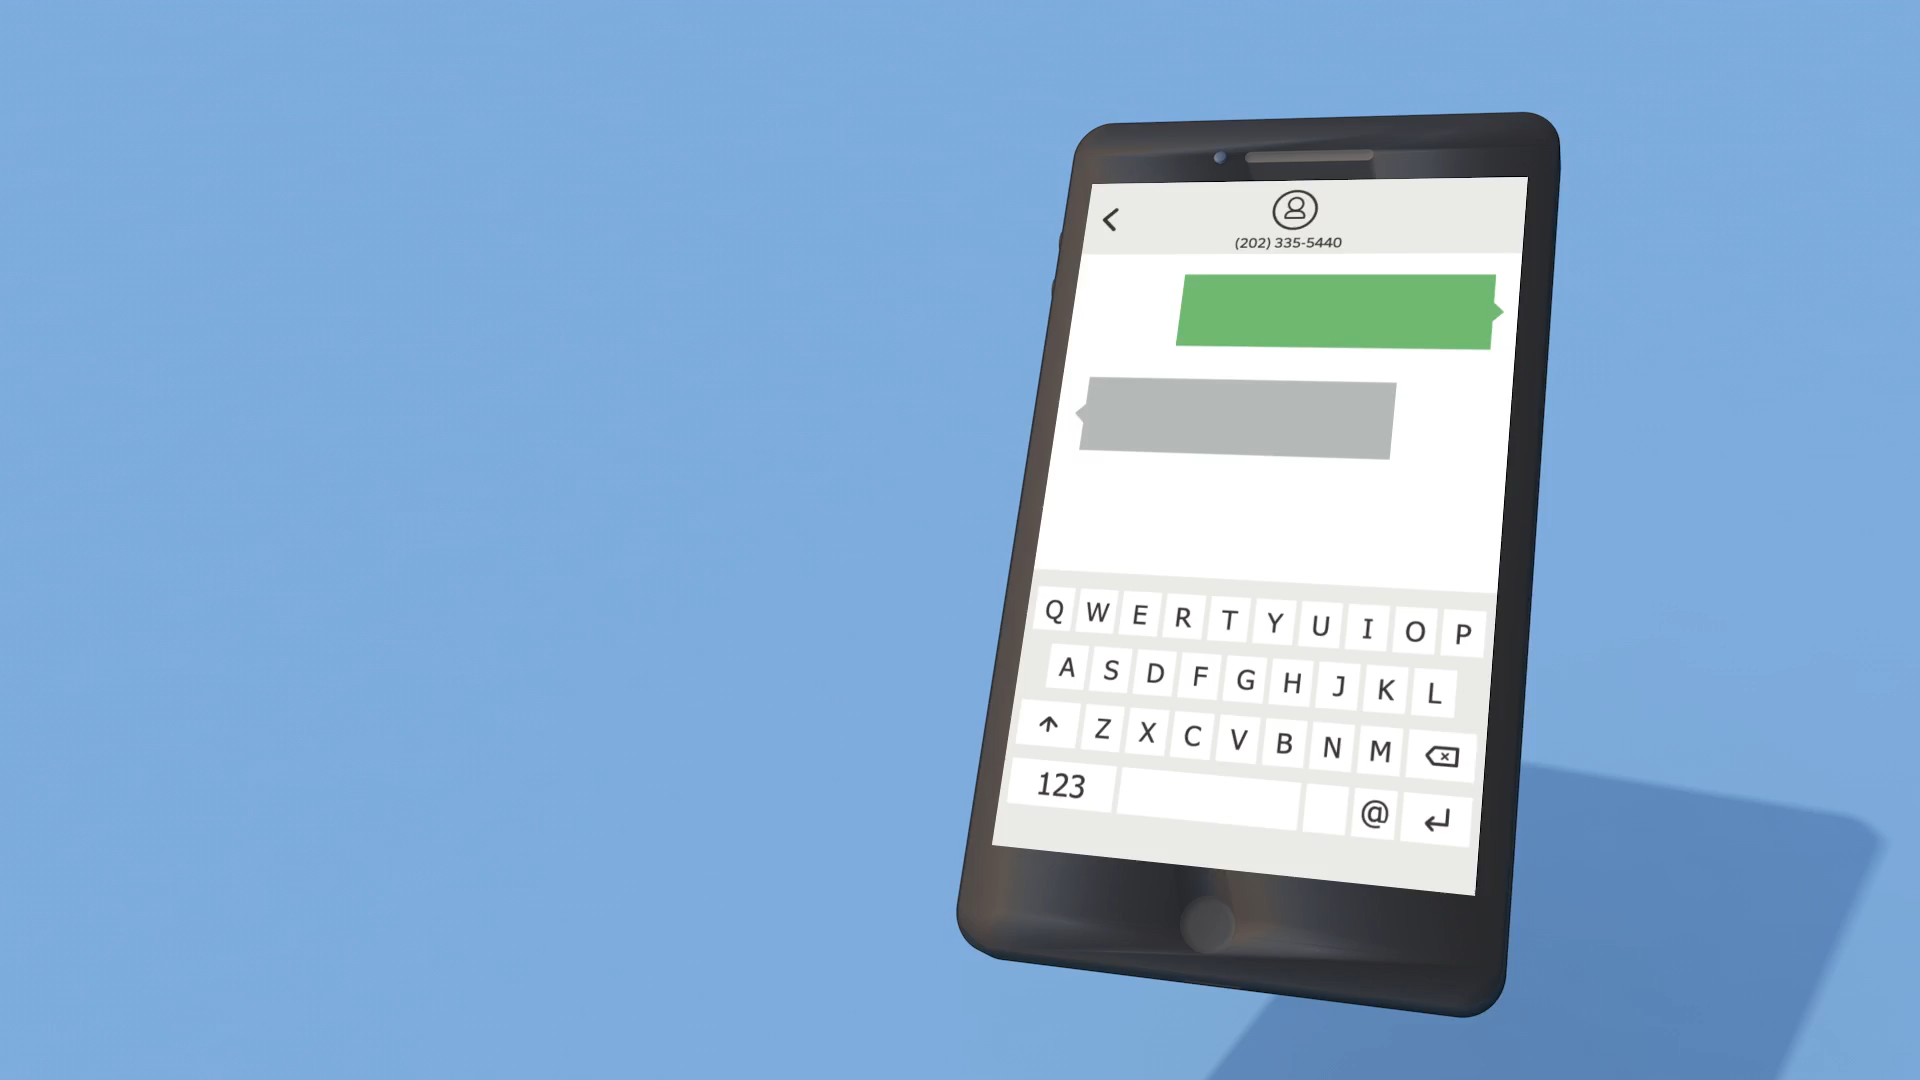 (202) 335-5440
Q W E R T Y U I O P
A S D F G H J K L
Z X C V B N M
123 @